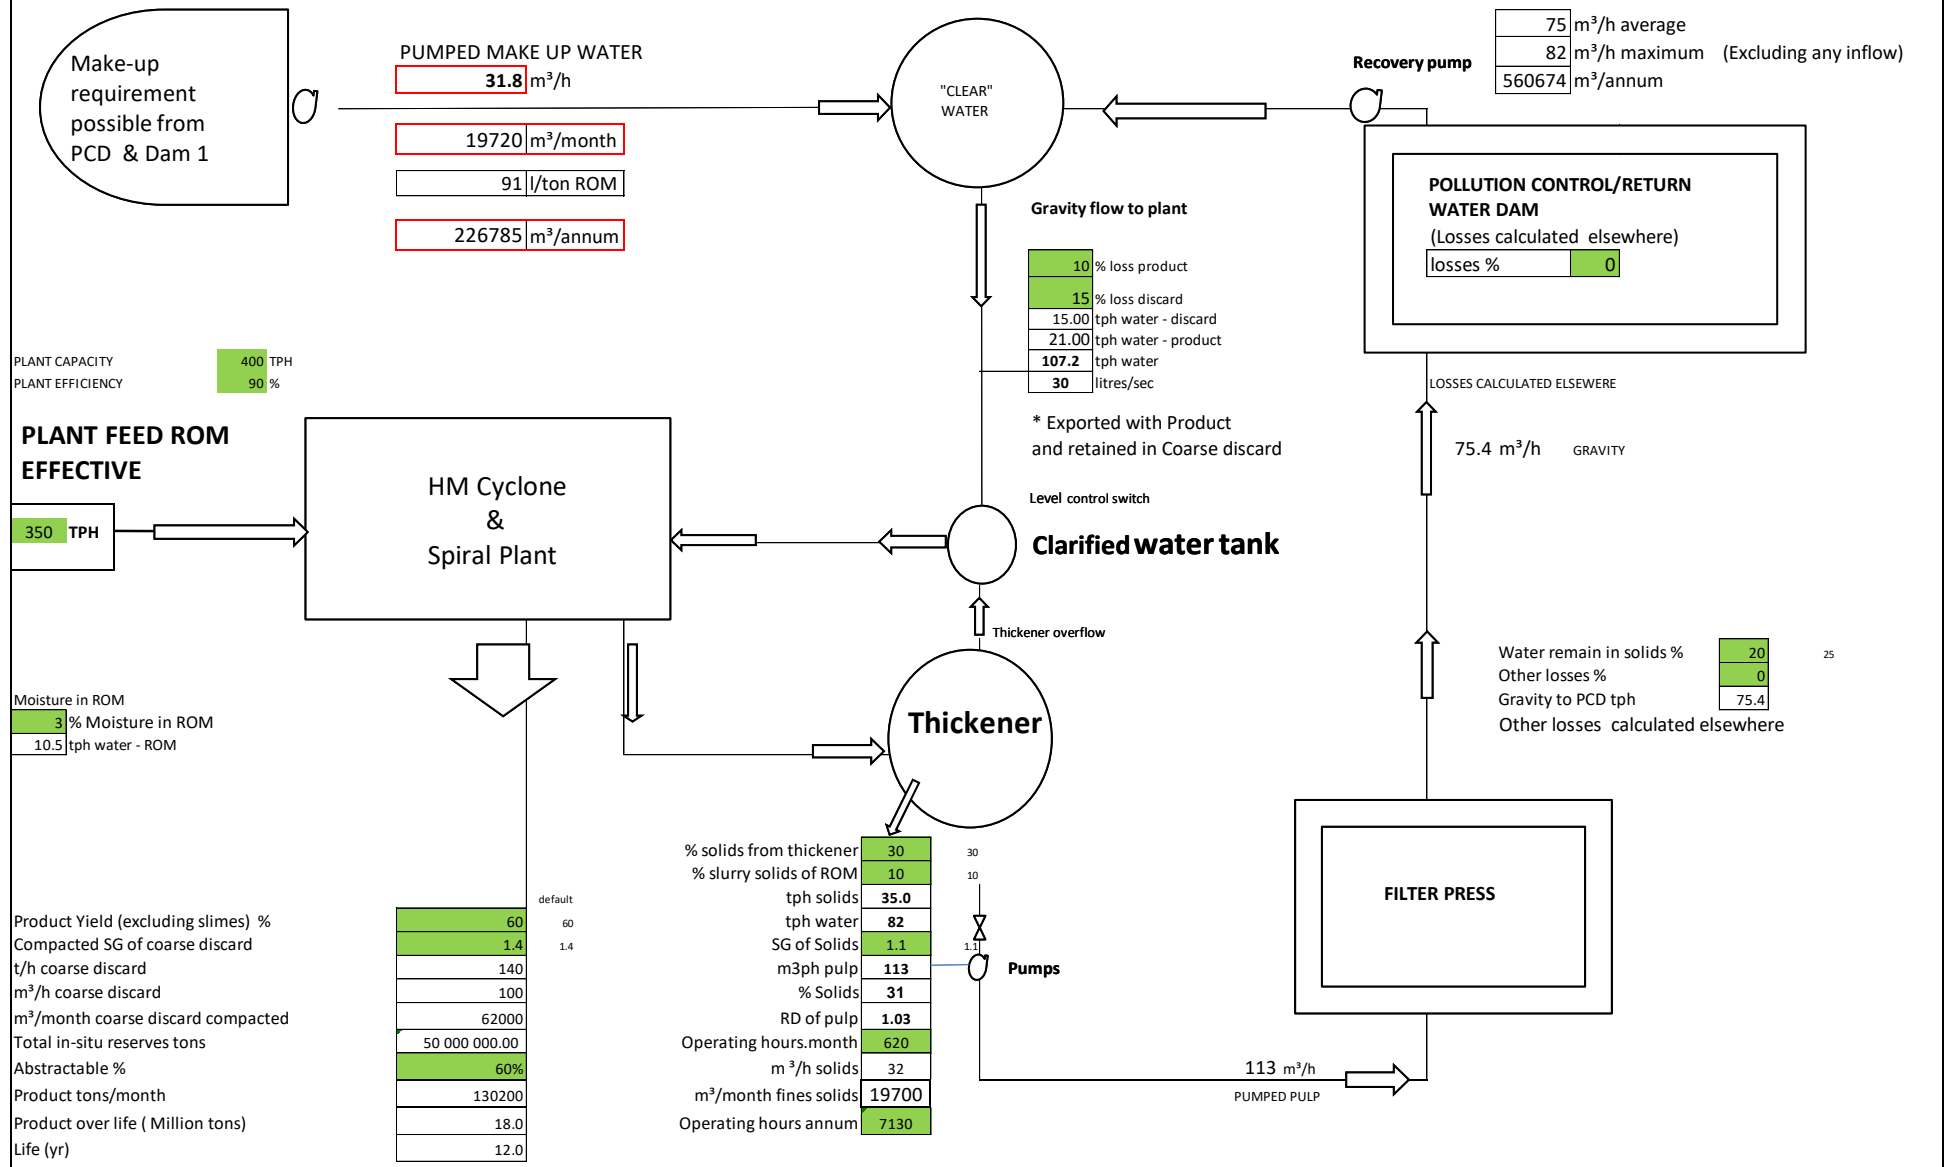 Make-up
requirement
possible from
PCD & Dam 1
PUMPED MAKE UP WATER
31.8 m³/h
19720 m³/month
91 l/ton ROM
226785 m³/annum
"CLEAR"
WATER
Recovery pump
75 m³/h average
82 m³/h maximum (Excluding any inflow)
560674 m³/annum
POLLUTION CONTROL/RETURN
WATER DAM
(Losses calculated elsewhere)
losses % 0
Gravity flow to plant
10 % loss product
15 % loss discard
15.00 tph water - discard
21.00 tph water - product
107.2 tph water
30 litres/sec
* Exported with Product
and retained in Coarse discard
PLANT CAPACITY 400 TPH
PLANT EFFICIENCY 90 %
PLANT FEED ROM
EFFECTIVE
350 TPH
HM Cyclone
&
Spiral Plant
Level control switch
Clarified water tank
Thickener overflow
Thickener
LOSSES CALCULATED ELSEWERE
75.4 m³/h GRAVITY
Water remain in solids % 20 25
Other losses % 0
Gravity to PCD tph 75.4
Other losses calculated elsewhere
Moisture in ROM
3 % Moisture in ROM
10.5 tph water - ROM
default
Product Yield (excluding slimes) % 60 60
Compacted SG of coarse discard 1.4 1.4
t/h coarse discard 140
m³/h coarse discard 100
m³/month coarse discard compacted 62000
Total in-situ reserves tons 50 000 000.00
Abstractable % 60%
Product tons/month 130200
Product over life ( Million tons) 18.0
Life (yr) 12.0
% solids from thickener 30 30
% slurry solids of ROM 10 10
tph solids 35.0
tph water 82
SG of Solids 1.1 1.1
m3ph pulp 113
% Solids 31
RD of pulp 1.03
Operating hours.month 620
m ³/h solids 32
m³/month fines solids 19700
Operating hours annum 7130
Pumps
FILTER PRESS
113 m³/h
PUMPED PULP